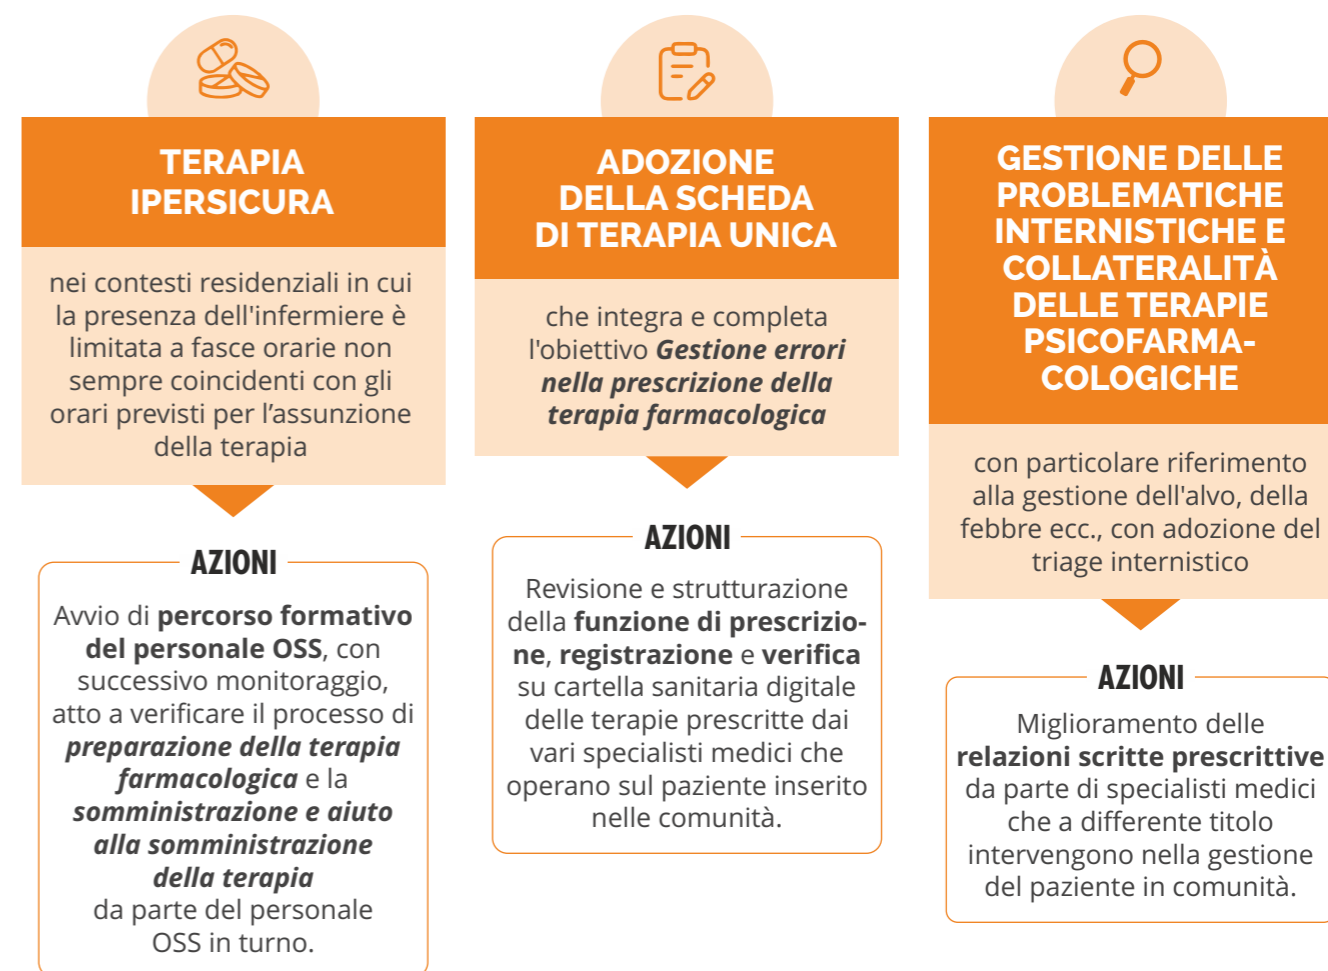 TERAPIA
IPERSICURA
nei contesti residenziali in cui
la presenza dell'infermiere è
limitata a fasce orarie non
sempre coincidenti con gli
orari previsti per l’assunzione
della terapia
AZIONI
Avvio di percorso formativo
del personale OSS, con
successivo monitoraggio,
atto a verificare il processo di
preparazione della terapia
farmacologica e la
somministrazione e aiuto
alla somministrazione
della terapia
da parte del personale
OSS in turno.
ADOZIONE
DELLA SCHEDA
DI TERAPIA UNICA
che integra e completa
l'obiettivo Gestione errori
nella prescrizione della
terapia farmacologica
AZIONI
Revisione e strutturazione
della funzione di prescrizio-
ne, registrazione e verifica
su cartella sanitaria digitale
delle terapie prescritte dai
vari specialisti medici che
operano sul paziente inserito
nelle comunità.
GESTIONE DELLE
PROBLEMATICHE
INTERNISTICHE E
COLLATERALITÀ
DELLE TERAPIE
PSICOFARMA-
COLOGICHE
con particolare riferimento
alla gestione dell'alvo, della
febbre ecc., con adozione del
triage internistico
AZIONI
Miglioramento delle
relazioni scritte prescrittive
da parte di specialisti medici
che a differente titolo
intervengono nella gestione
del paziente in comunità.